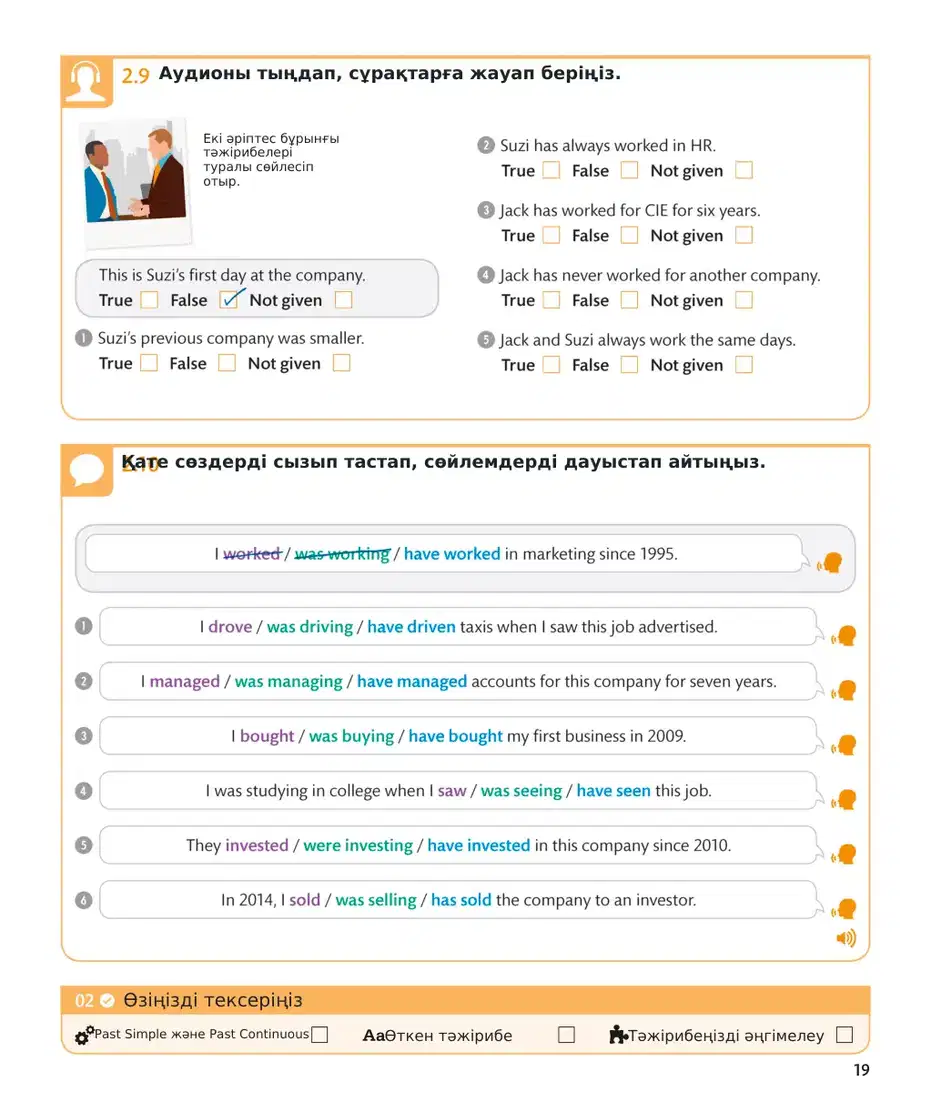 2.9 Аудионы тыңдап, сұрақтарға жауап беріңіз.
Екі әріптес бұрынғы
тәжірибелері
туралы сөйлесіп
отыр.
This is Suzi’s first day at the company.
True False Not given
1 Suzi’s previous company was smaller.
True False Not given
2 Suzi has always worked in HR.
True False Not given
3 Jack has worked for CIE for six years.
True False Not given
4 Jack has never worked for another company.
True False Not given
5 Jack and Suzi always work the same days.
True False Not given
2.10 Қате сөздерді сызып тастап, сөйлемдерді дауыстап айтыңыз.
I worked / was working / have worked in marketing since 1995.
1 I drove / was driving / have driven taxis when I saw this job advertised.
2 I managed / was managing / have managed accounts for this company for seven years.
3 I bought / was buying / have bought my first business in 2009.
4 I was studying in college when I saw / was seeing / have seen this job.
5 They invested / were investing / have invested in this company since 2010.
6 In 2014, I sold / was selling / has sold the company to an investor.
02 Өзіңізді тексеріңіз
Past Simple және Past Continuous Aa Өткен тәжірибе Тәжірибеңізді әңгімелеу
19